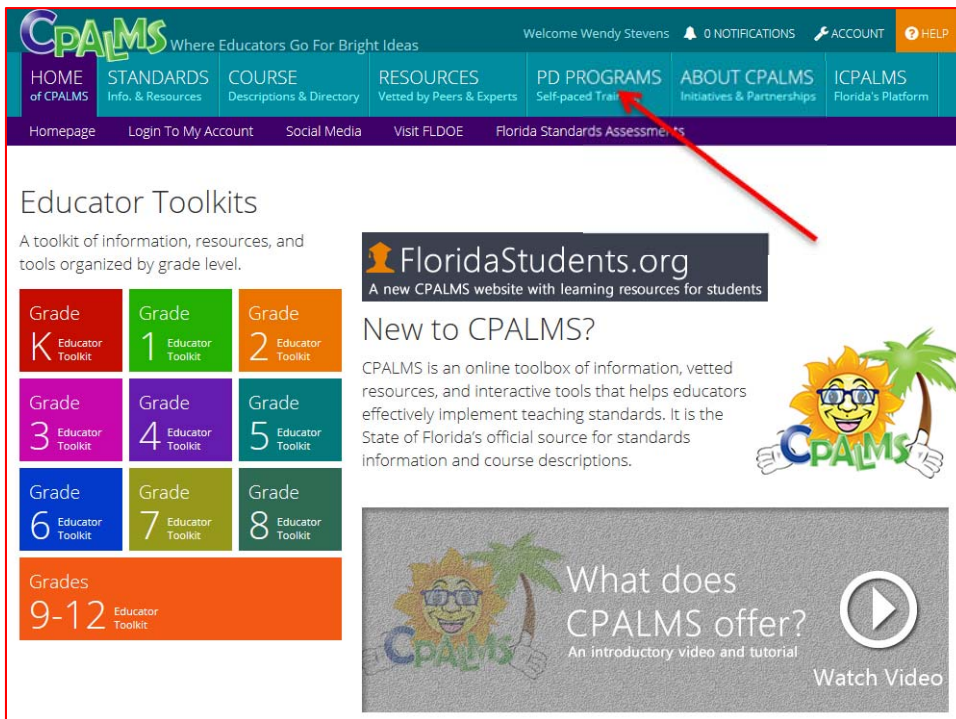 CPALMS Where Educators Go For Bright Ideas
Welcome Wendy Stevens 0 NOTIFICATIONS ACCOUNT ? HELP
HOME STANDARDS COURSE RESOURCES PD PROGRAMS ABOUT CPALMS ICPALMS
of CPALMS Info. & Resources Descriptions & Directory Vetted by Peers & Experts Self-paced Initiatives & Partnerships Florida's Platform
Homepage Login To My Account Social Media Visit FLDOE Florida Standards Assessments
Educator Toolkits
A toolkit of information, resources, and
tools organized by grade level.
Grade
K Educator
Toolkit
Grade
1 Educator
Toolkit
Grade
2 Educator
Toolkit
Grade
3 Educator
Toolkit
Grade
4 Educator
Toolkit
Grade
5 Educator
Toolkit
Grade
6 Educator
Toolkit
Grade
7 Educator
Toolkit
Grade
8 Educator
Toolkit
Grades
9-12 Educator
Toolkit
FloridaStudents.org
A new CPALMS website with learning resources for students
New to CPALMS?
CPALMS is an online toolbox of information, vetted
resources, and interactive tools that helps educators
effectively implement teaching standards. It is the
State of Florida's official source for standards
information and course descriptions.
CPALMS
CPALMS
What does
CPALMS offer?
An introductory video and tutorial
Watch Video